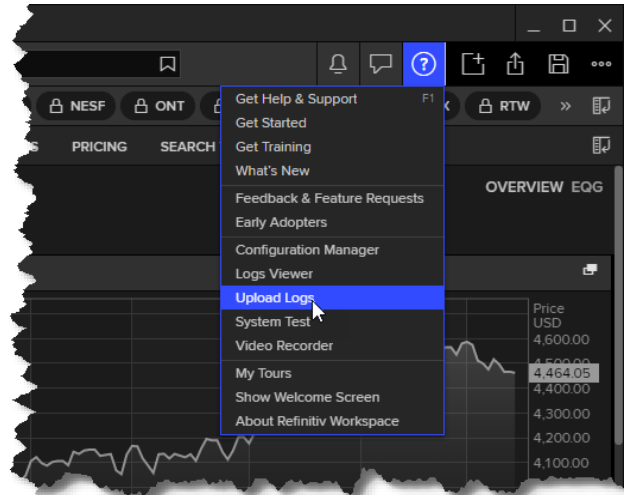 NESF ONT RTW »
PRICING SEARCH
Get Help & Support F1
Get Started
Get Training
What's New
Feedback & Feature Requests
Early Adopters
Configuration Manager
Logs Viewer
Upload Logs
System Test
Video Recorder
My Tours
Show Welcome Screen
About Refinitiv Workspace
OVERVIEW EQG
Price
USD
4,600.00
4,464.05
4,400.00
4,300.00
4,200.00
4,100.00